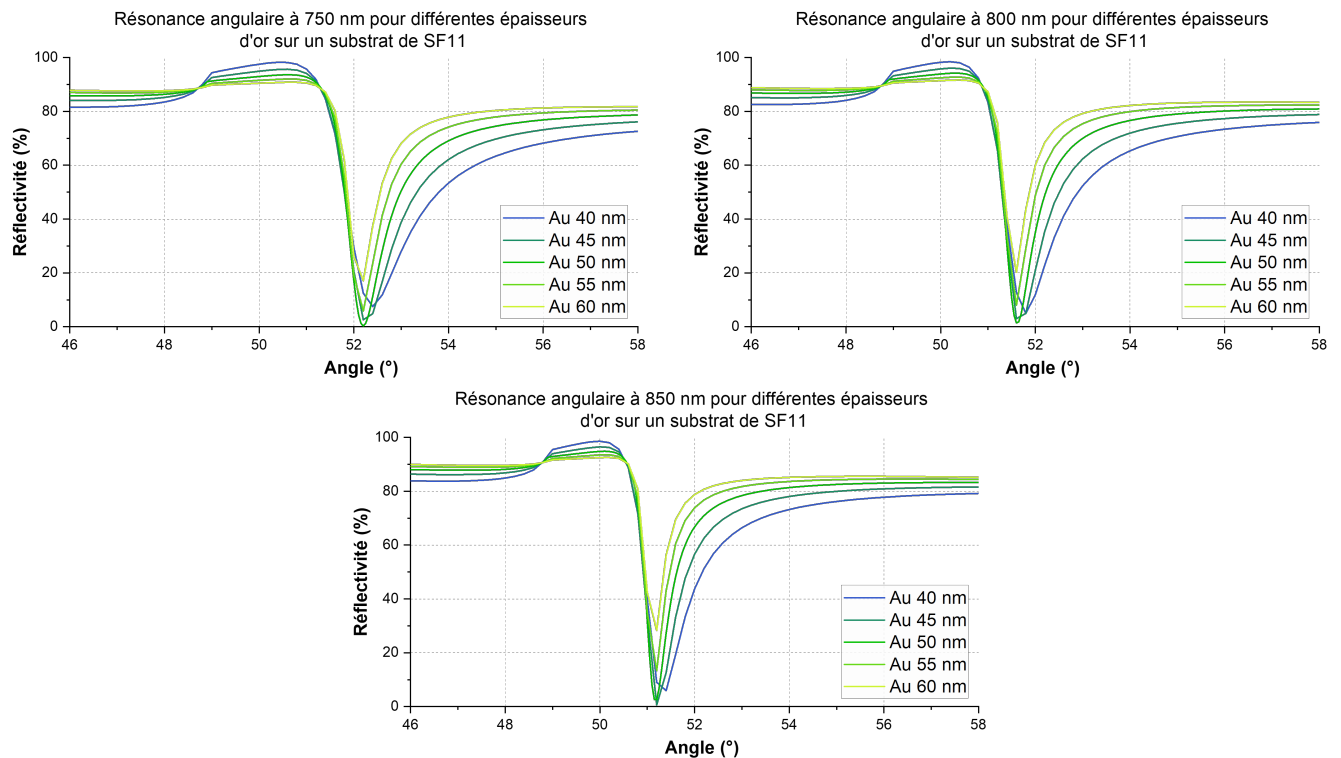 Résonance angulaire à 750 nm pour différentes épaisseurs
d'or sur un substrat de SF11
100
80
60
40
20
0
46
48
50
52
54
56
58
Réflectivité (%)
Angle (°)
Au 40 nm
Au 45 nm
Au 50 nm
Au 55 nm
Au 60 nm
Résonance angulaire à 800 nm pour différentes épaisseurs
d'or sur un substrat de SF11
100
80
60
40
20
0
46
48
50
52
54
56
58
Réflectivité (%)
Angle (°)
Au 40 nm
Au 45 nm
Au 50 nm
Au 55 nm
Au 60 nm
Résonance angulaire à 850 nm pour différentes épaisseurs
d'or sur un substrat de SF11
100
80
60
40
20
0
46
48
50
52
54
56
58
Réflectivité (%)
Angle (°)
Au 40 nm
Au 45 nm
Au 50 nm
Au 55 nm
Au 60 nm